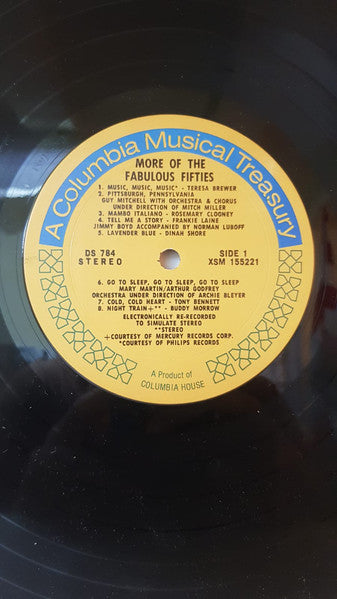 A Columbia Musical Treasury
MORE OF THE
FABULOUS FIFTIES
1. MUSIC, MUSIC, MUSIC* - TERESA BREWER
2. PITTSBURGH, PENNSYLVANIA
GUY MITCHELL WITH ORCHESTRA & CHORUS
UNDER DIRECTION OF MITCH MILLER
3. MAMBO ITALIANO - ROSEMARY CLOONEY
4. TELL ME A STORY - FRANKIE LAINE
JIMMY BOYD ACCOMPANIED BY NORMAN LUBOFF
5. LAVENDER BLUE - DINAH SHORE
DS 784 SIDE 1
STEREO XSM 155221
6. GO TO SLEEP, GO TO SLEEP, GO TO SLEEP
MARY MARTIN/ARTHUR GODFREY
ORCHESTRA UNDER DIRECTION OF ARCHIE BLEYER
7. COLD, COLD HEART - TONY BENNETT
8. NIGHT TRAIN+** - BUDDY MORROW
ELECTRONICALLY RE-RECORDED
TO SIMULATE STEREO
**STEREO
+COURTESY OF MERCURY RECORDS CORP.
*COURTESY OF PHILIPS RECORDS
A Product of
COLUMBIA HOUSE